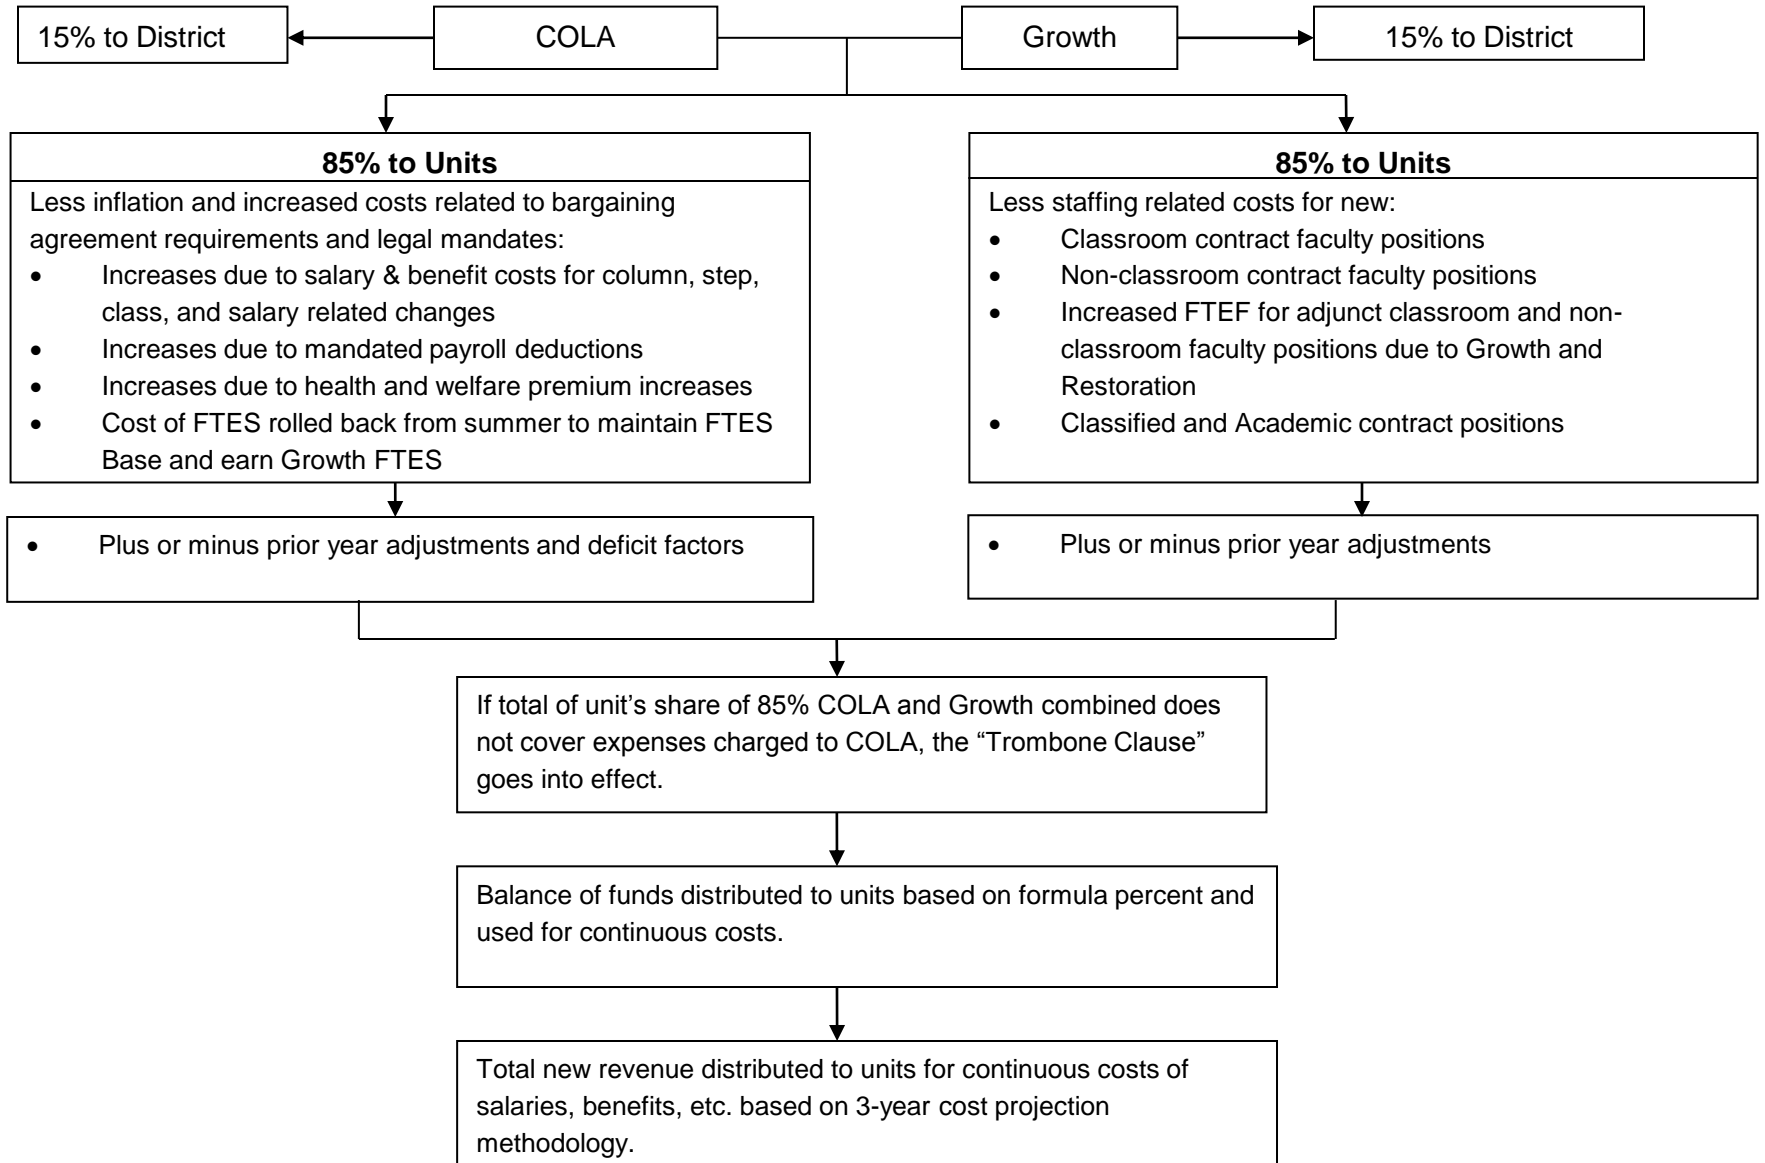 15% to District
COLA
Growth
15% to District
85% to Units
Less inflation and increased costs related to bargaining
agreement requirements and legal mandates:
• Increases due to salary & benefit costs for column, step,
class, and salary related changes
• Increases due to mandated payroll deductions
• Increases due to health and welfare premium increases
• Cost of FTES rolled back from summer to maintain FTES
Base and earn Growth FTES
85% to Units
Less staffing related costs for new:
• Classroom contract faculty positions
• Non-classroom contract faculty positions
• Increased FTEF for adjunct classroom and non-
classroom faculty positions due to Growth and
Restoration
• Classified and Academic contract positions
• Plus or minus prior year adjustments and deficit factors
• Plus or minus prior year adjustments
If total of unit’s share of 85% COLA and Growth combined does
not cover expenses charged to COLA, the “Trombone Clause”
goes into effect.
Balance of funds distributed to units based on formula percent and
used for continuous costs.
Total new revenue distributed to units for continuous costs of
salaries, benefits, etc. based on 3-year cost projection
methodology.